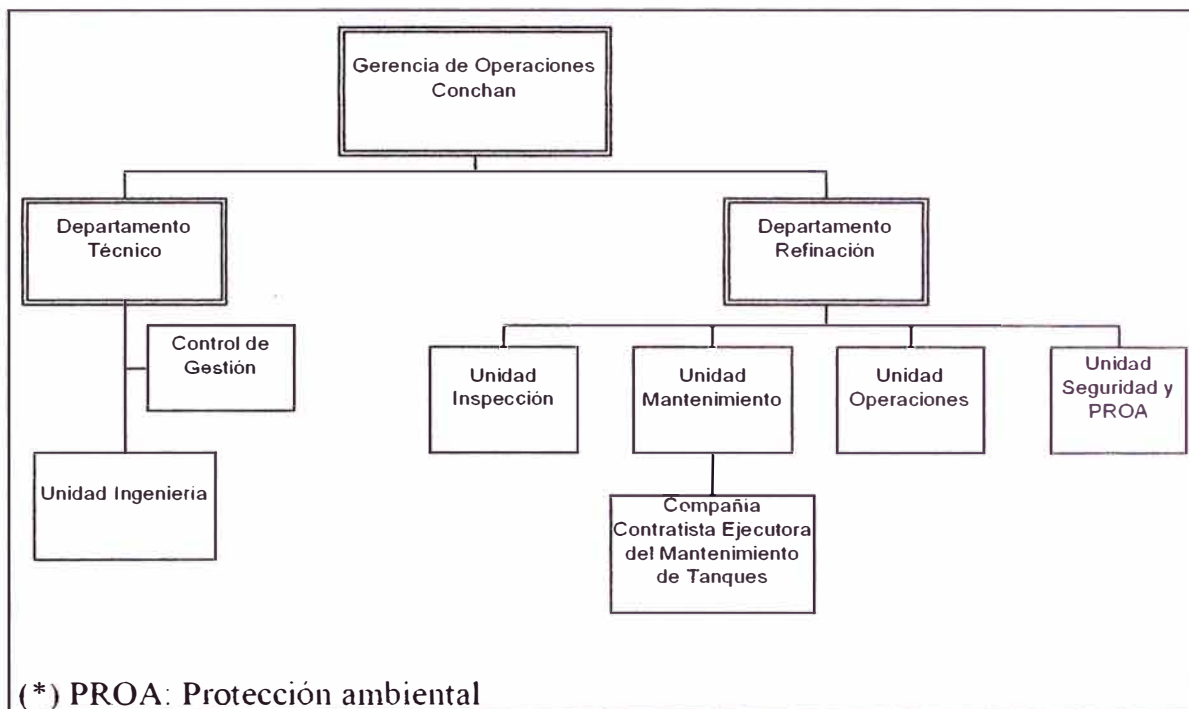 Gerencia de Operaciones
Conchan
Departamento
Técnico
Departamento
Refinación
Control de
Gestión
Unidad
Inspección
Unidad
Mantenimiento
Unidad
Operaciones
Unidad
Seguridad y
PROA
Unidad Ingeniería
Compañia
Contratista Ejecutora
del Mantenimiento
de Tanques
(*) PROA: Protección ambiental